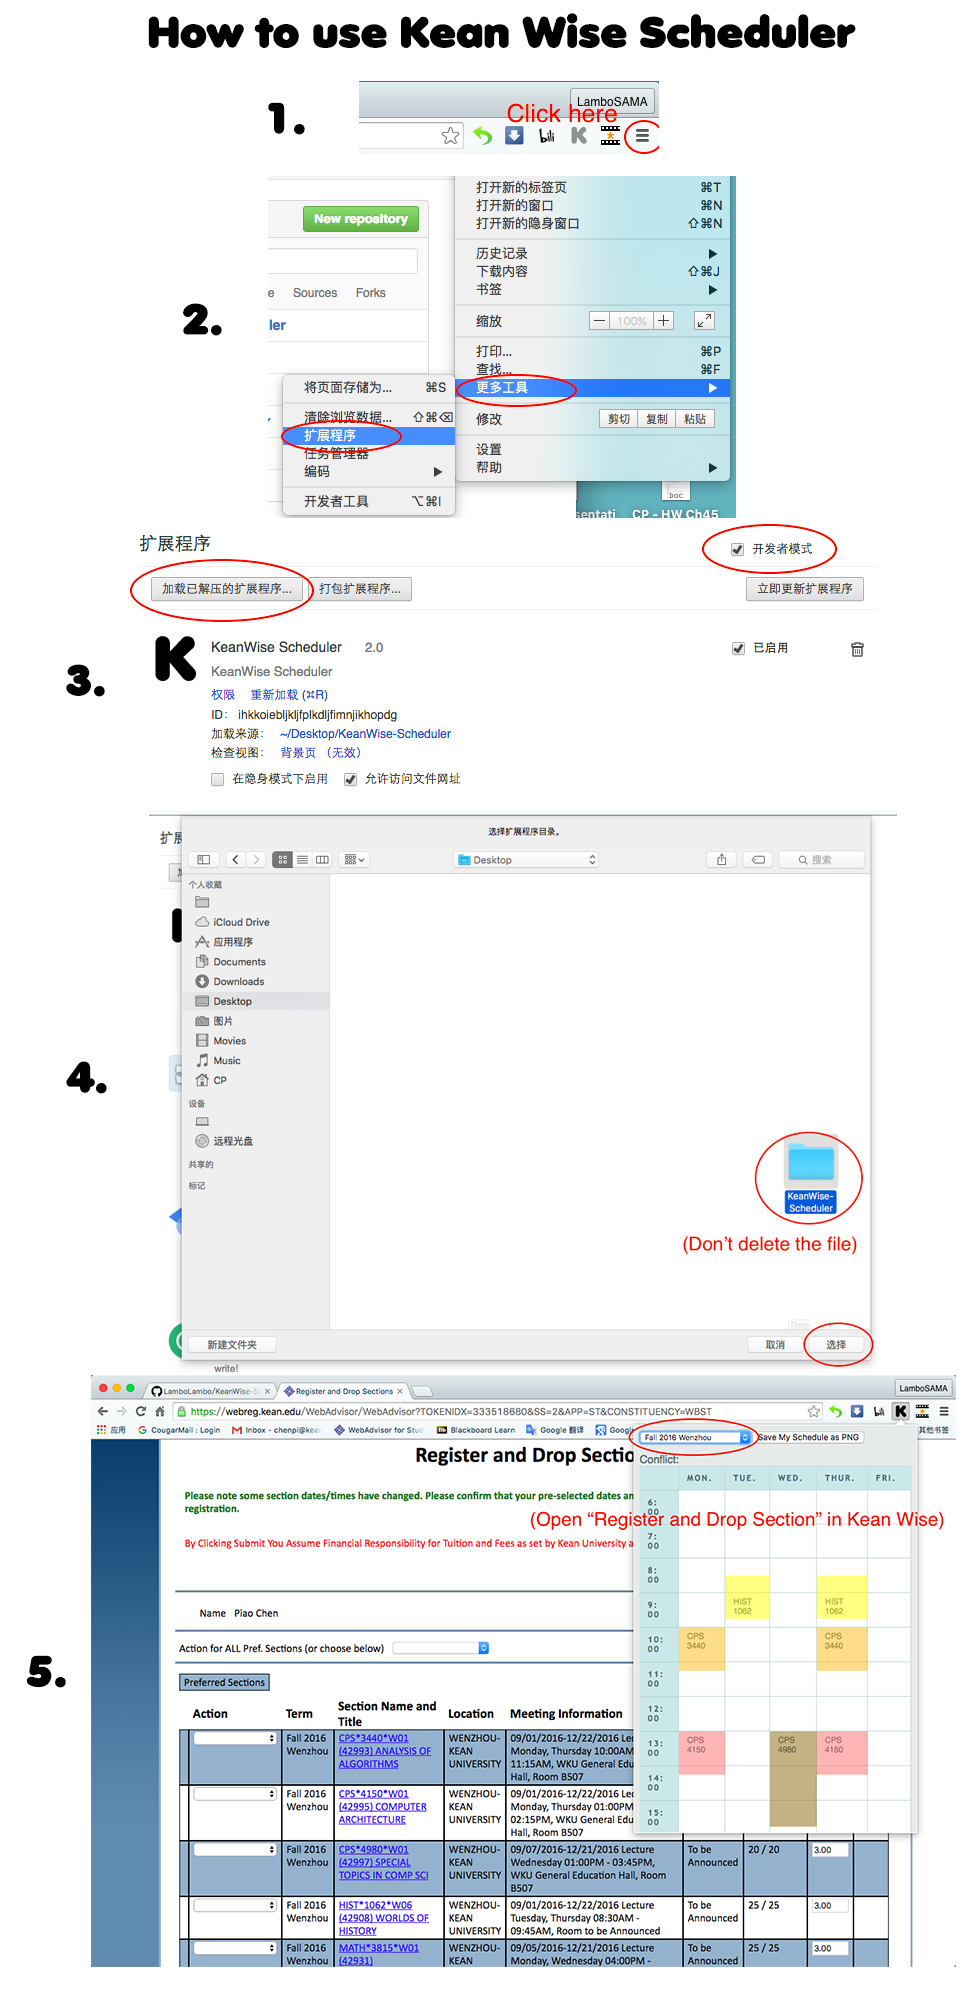 How to use Kean Wise Scheduler
1.
LamboSAMA
Click here
2.
New repository
Sources Forks
ler
打开新的标签页 ⌘T
打开新的窗口 ⌘N
打开新的隐身窗口 ⇧⌘N
历史记录
下载内容 ⇧⌘J
书签
缩放 100%
打印... ⌘P
查找... ⌘F
更多工具
修改 剪切 复制 粘贴
设置
帮助
将页面存储为... ⌘S
清除浏览数据... ⇧⌘⌫
扩展程序
任务管理器
编码
开发者工具 ⌥⌘I
DOC
sentati CP - HW Ch45
3.
扩展程序 开发者模式
加载已解压的扩展程序... 打包扩展程序... 立即更新扩展程序
KeanWise Scheduler 2.0 已启用
KeanWise Scheduler
权限 重新加载 (⌘R)
ID： ihkkoiebljkljfplkdljfimnjikhopdg
加载来源： ~/Desktop/KeanWise-Scheduler
检查视图： 背景页 （无效）
在隐身模式下启用 允许访问文件网址
4.
选择扩展程序目录。
Desktop 搜索
个人收藏
iCloud Drive
应用程序
Documents
Downloads
Desktop
图片
Movies
Music
CP
设备
远程光盘
共享的
标记
KeanWise-
Scheduler
(Don't delete the file)
新建文件夹 取消 选择
write!
5.
LamboLambo/KeanWise-S Register and Drop Sections LamboSAMA
https://webreg.kean.edu/WebAdvisor/WebAdvisor?TOKENIDX=333518680&SS=2&APP=ST&CONSTITUENCY=WBST
应用 CougarMail : Login Inbox - chenpi@kean WebAdvisor for Stud Blackboard Learn Google 翻译 Goog 其他书签
Register and Drop Sectio
Please note some section dates/times have changed. Please confirm that your pre-selected dates an
registration.
By Clicking Submit You Assume Financial Responsibility for Tuition and Fees as set by Kean University a
Name Piao Chen
Action for ALL Pref. Sections (or choose below)
Preferred Sections
Action Term Section Name and Title Location Meeting Information
Fall 2016 Wenzhou CPS*3440*W01 (42993) ANALYSIS OF ALGORITHMS WENZHOU-KEAN UNIVERSITY 09/01/2016-12/22/2016 Lec Monday, Thursday 10:00AM 11:15AM, WKU General Edu Hall, Room B507
Fall 2016 Wenzhou CPS*4150*W01 (42995) COMPUTER ARCHITECTURE WENZHOU-KEAN UNIVERSITY 09/01/2016-12/22/2016 Lec Monday, Thursday 01:00PM 02:15PM, WKU General Edu Hall, Room B507
Fall 2016 Wenzhou CPS*4980*W01 (42997) SPECIAL TOPICS IN COMP SCI WENZHOU-KEAN UNIVERSITY 09/07/2016-12/21/2016 Lecture Wednesday 01:00PM - 03:45PM, WKU General Education Hall, Room B507 To be Announced 20 / 20 3.00
Fall 2016 Wenzhou HIST*1062*W06 (42908) WORLDS OF HISTORY WENZHOU-KEAN UNIVERSITY 09/01/2016-12/22/2016 Lecture Tuesday, Thursday 08:30AM - 09:45AM, Room to be Announced To be Announced 25 / 25 3.00
Fall 2016 Wenzhou MATH*3815*W01 (42931) WENZHOU-KEAN 09/05/2016-12/21/2016 Lecture Monday, Wednesday 04:00PM - To be Announced 25 / 25 3.00
Fall 2016 Wenzhou Save My Schedule as PNG
Conflict:
MON. TUE. WED. THUR. FRI.
6:00
(Open "Register and Drop Section" in Kean Wise)
7:00
8:00
9:00 HIST 1062 HIST 1062
10:00 CPS 3440 CPS 3440
11:00
12:00
13:00 CPS 4150 CPS 4980 CPS 4150
14:00
15:00